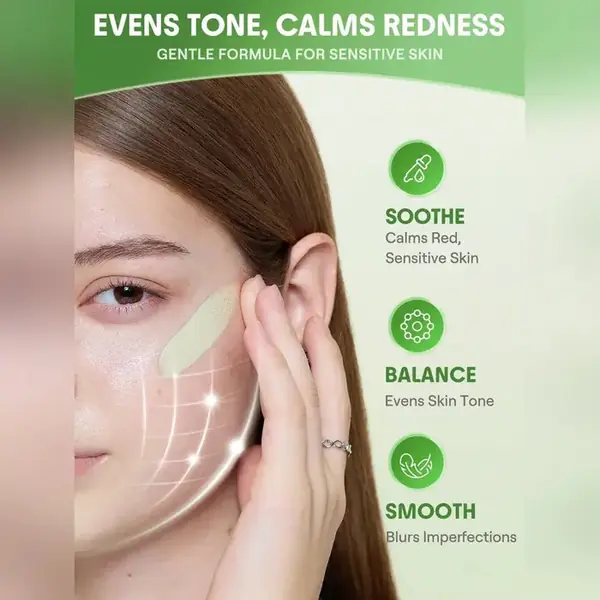 EVENS TONE, CALMS REDNESS
GENTLE FORMULA FOR SENSITIVE SKIN
SOOTHE
Calms Red,
Sensitive Skin
BALANCE
Evens Skin Tone
SMOOTH
Blurs Imperfections